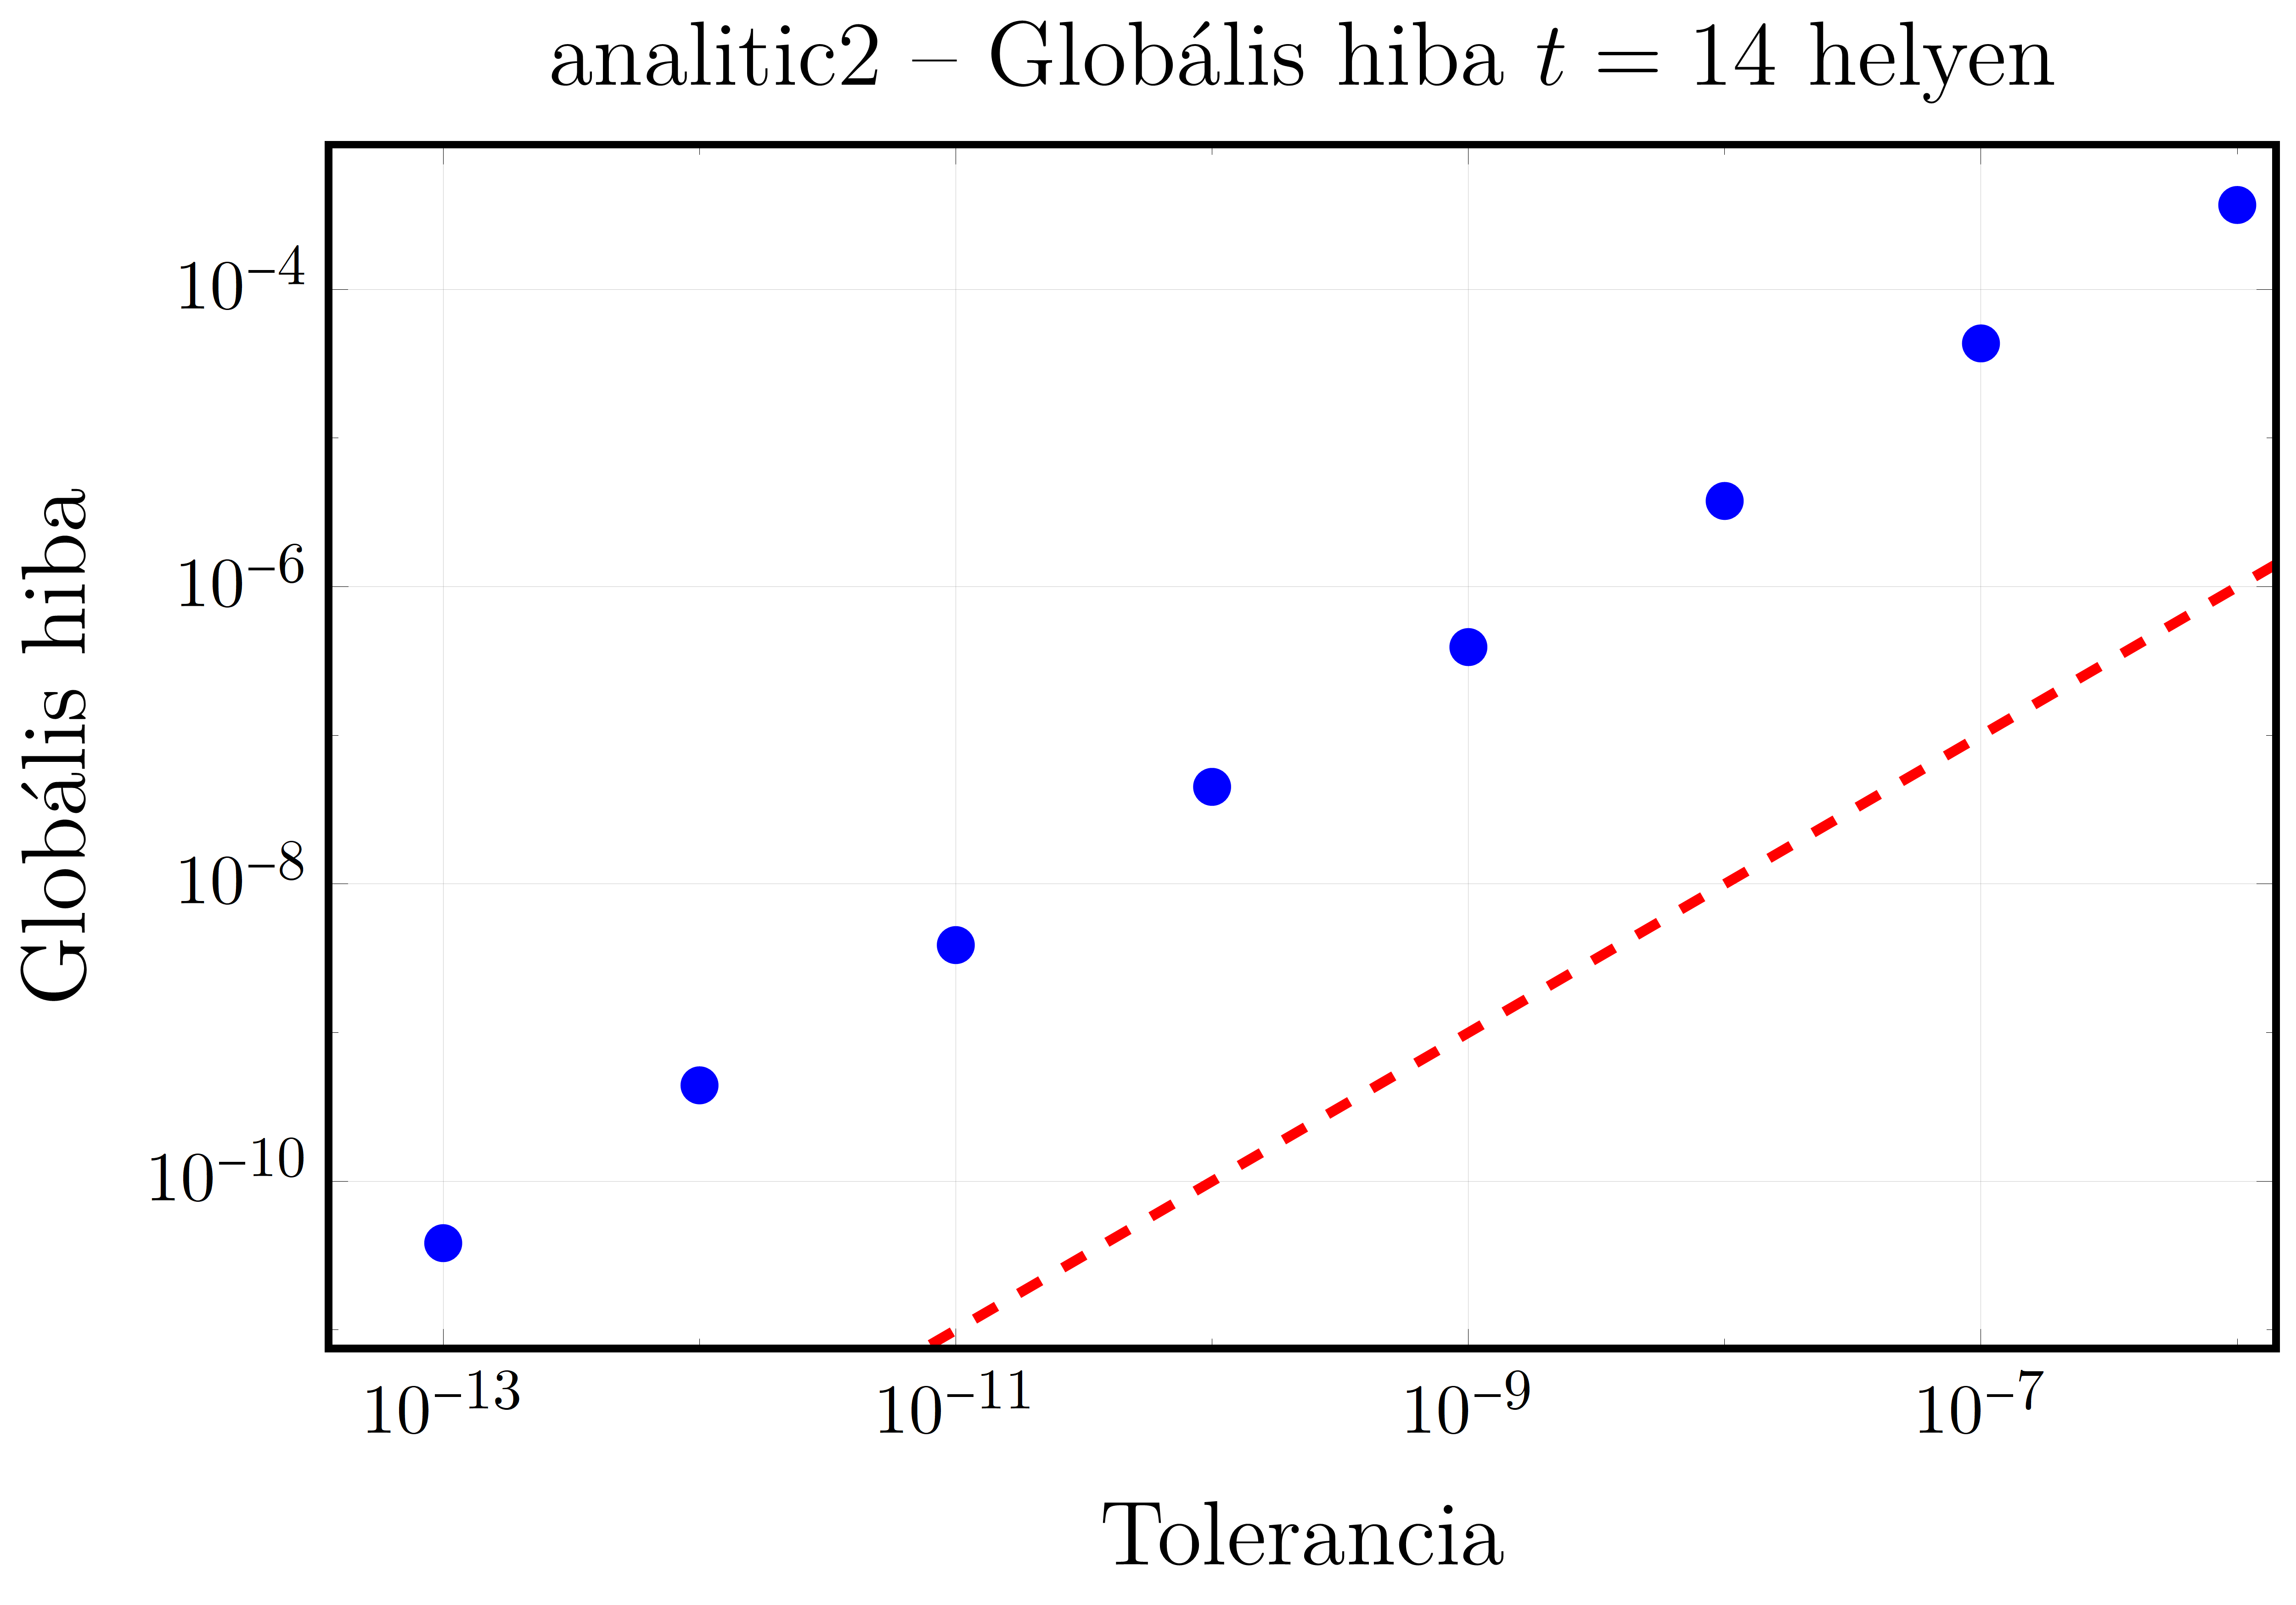 analitic2 – Globális hiba t = 14 helyen
Globális hiba
10⁻⁴
10⁻⁶
10⁻⁸
10⁻¹⁰
10⁻¹³ 10⁻¹¹ 10⁻⁹ 10⁻⁷
Tolerancia